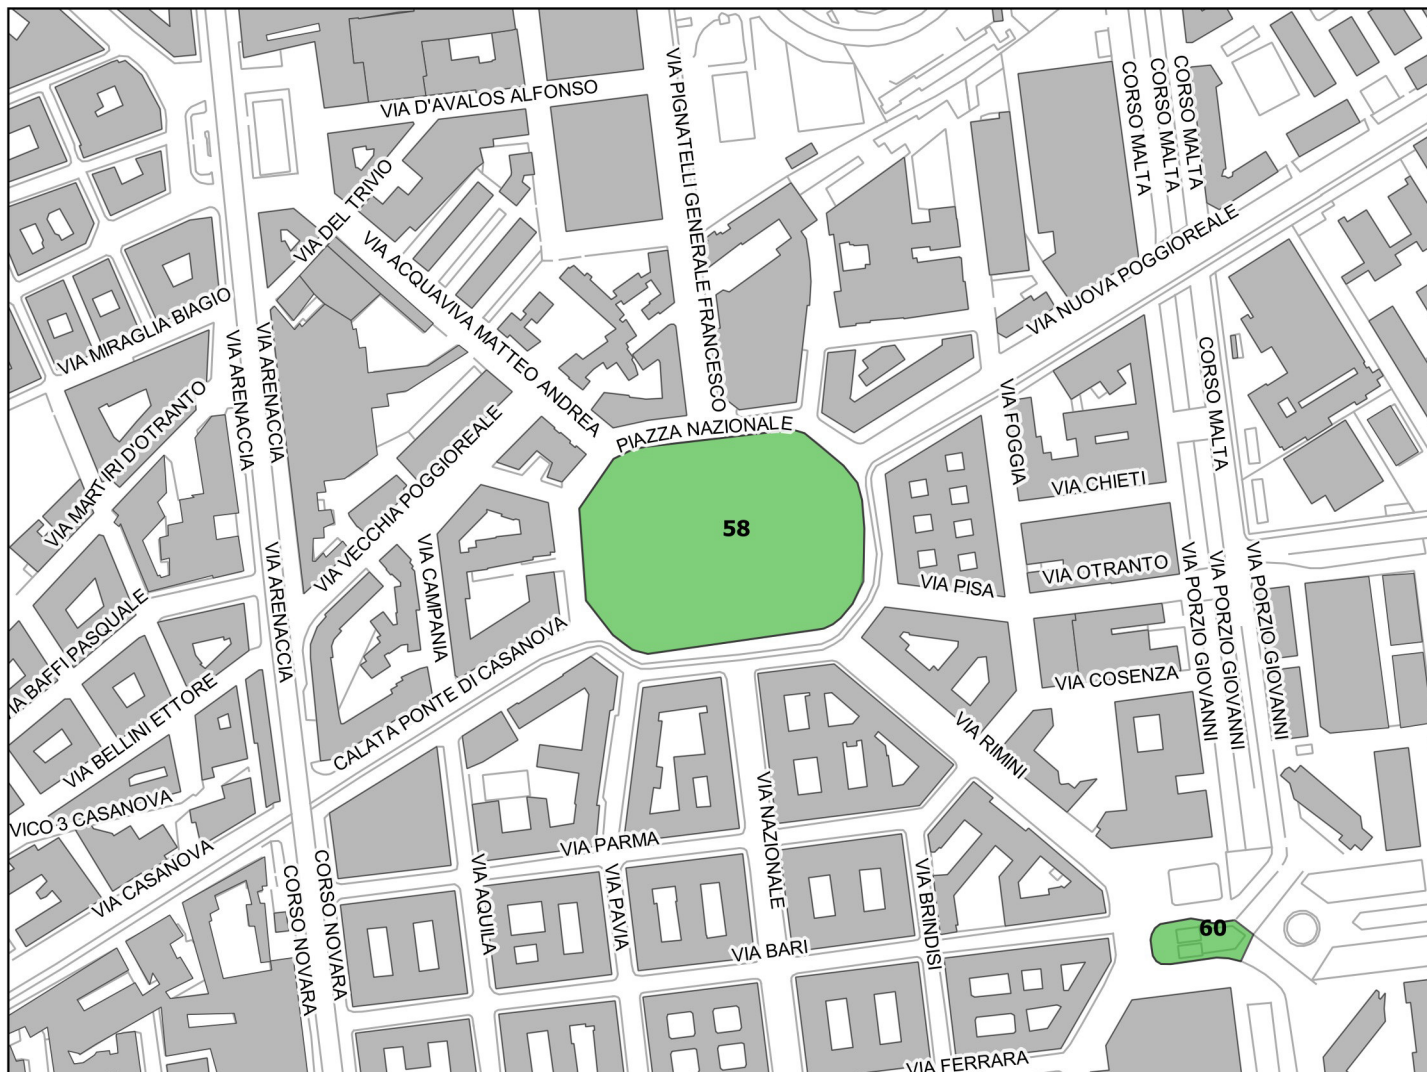 VIA D'AVALOS ALFONSO
VIA PIGNATELLI GENERALE FRANCESCO
CORSO MALTA
CORSO MALTA
CORSO MALTA
VIA DEL TRIVIO
VIA ACQUAVIVA MATTEO ANDREA
VIA NUOVA POGGIOREALE
VIA MIRAGLIA BIAGIO
VIA ARENACCIA
VIA ARENACCIA
CORSO MALTA
VIA MARTIRI D'OTRANTO
VIA VECCHIA POGGIOREALE
PIAZZA NAZIONALE
VIA FOGGIA
VIA CHIETI
58
VIA CAMPANIA
VIA ARENACCIA
VIA OTRANTO
VIA PISA
VIA PORZIO GIOVANNI
VIA PORZIO GIOVANNI
VIA PORZIO GIOVANNI
VIA BAFFI PASQUALE
CALATA PONTE DI CASANOVA
VIA BELLINI ETTORE
VIA COSENZA
VIA RIMINI
VICO 3 CASANOVA
VIA CASANOVA
VIA PARMA
VIA NAZIONALE
CORSO NOVARA
CORSO NOVARA
VIA AQUILA
VIA PAVIA
VIA BRINDISI
VIA BARI
60
VIA FERRARA